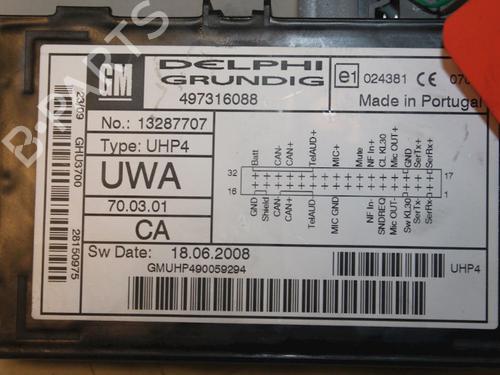 GM
DELPHI
GRUNDIG
497316088
e1 024381 CE
Made in Portugal
No.: 13287707
Type: UHP4
UWA
70.03.01
CA
Sw Date: 18.06.2008
GMUHP490059294
UHP4
23/09 GHU3700 28150975
Batt CAN- CAN+ TelAUD+ MIC+ Mute NF In+ CL KL30 Mic OUT+ GND SerTx+ SerRx+
32 17
16 1
GND Shield CAN- CAN+ TelAUD- MIC GND NF In- SNDREQ Mic OUT- Sw KL30 SerTx- SerRx-
B-PARTS